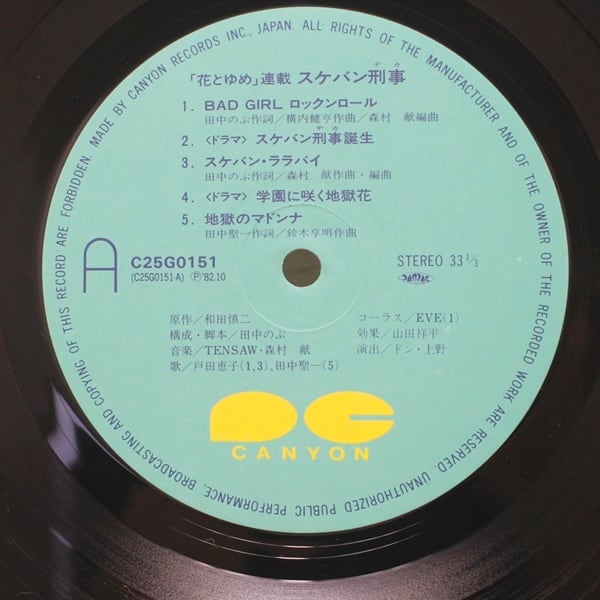 MADE BY CANYON RECORDS INC., JAPAN. ALL RIGHTS OF THE MANUFACTURER AND OF THE OWNER OF THE RECORDED WORK ARE RESERVED. UNAUTHORIZED PUBLIC PERFORMANCE, BROADCASTING AND COPYING OF THIS RECORD ARE FORBIDDEN.
デカ
「花とゆめ」連載 スケバン刑事
1. BAD GIRL ロックンロール
田中のぶ作詞/横内健亨作曲/森村 献編曲
デカ
2. 〈ドラマ〉 スケバン刑事誕生
3. スケバン・ララバイ
田中のぶ作詞/森村 献作曲・編曲
4. 〈ドラマ〉 学園に咲く地獄花
5. 地獄のマドンナ
田中聖一作詞/鈴木享明作曲
A
C25G0151
(C25G0151-A) Ⓟ'82.10
STEREO 33 1/3
原作/和田慎二
構成・脚本/田中のぶ
音楽/TENSAW・森村 献
歌/戸田恵子(1,3)、田中聖一(5)
コーラス/EVE(1)
効果/山田祥平
演出/ドン・上野
CANYON